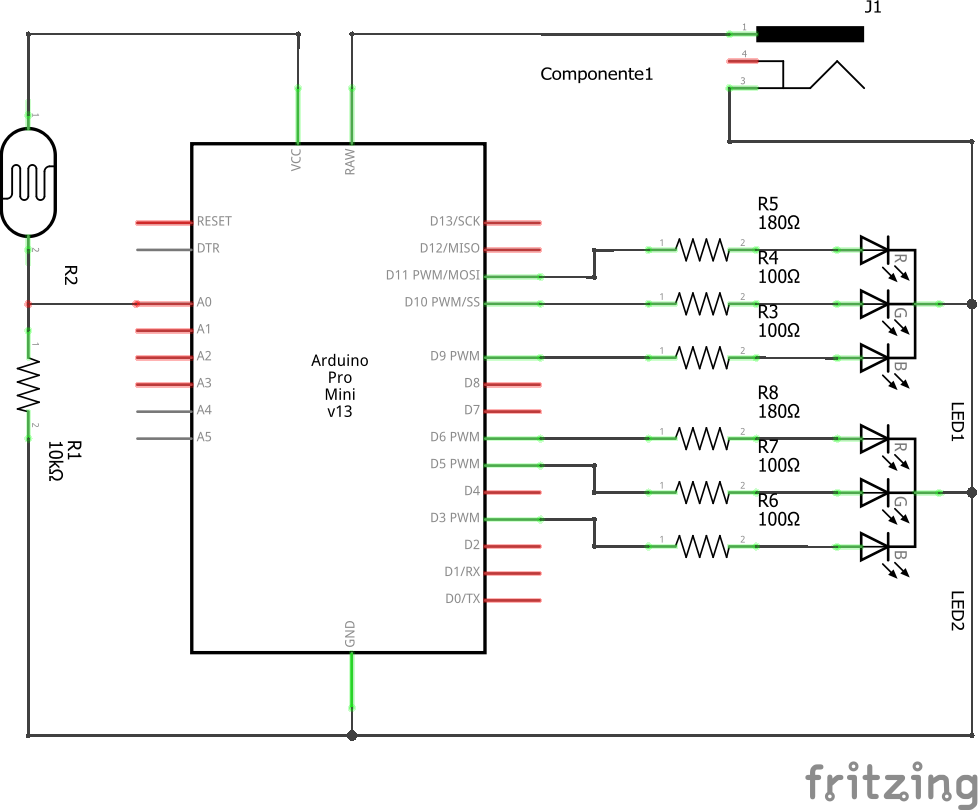 J1
1
4
Componente1
3
1
VCC
RAW
R5
180Ω
RESET
D13/SCK
DTR
D12/MISO
1
2
R
2
R2
D11 PWM/MOSI
R4
100Ω
A0
D10 PWM/SS
1
2
G
R3
100Ω
A1
1
A2
D9 PWM
1
2
B
Arduino
Pro
Mini
v13
A3
D8
R8
180Ω
A4
D7
LED1
2
A5
D6 PWM
1
2
R
R1
10kΩ
R7
100Ω
D5 PWM
D4
1
2
G
R6
100Ω
D3 PWM
D2
1
2
B
D1/RX
D0/TX
LED2
GND
fritzing